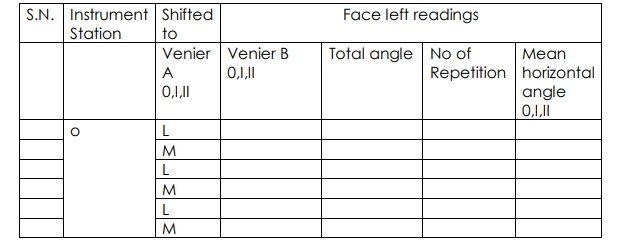 S.N. Instrument Shifted Face left readings
Station to
Venier Venier B Total angle No of Mean
A 0,I,II Repetition horizontal
0,I,II angle
0,I,II
o L
M
L
M
L
M